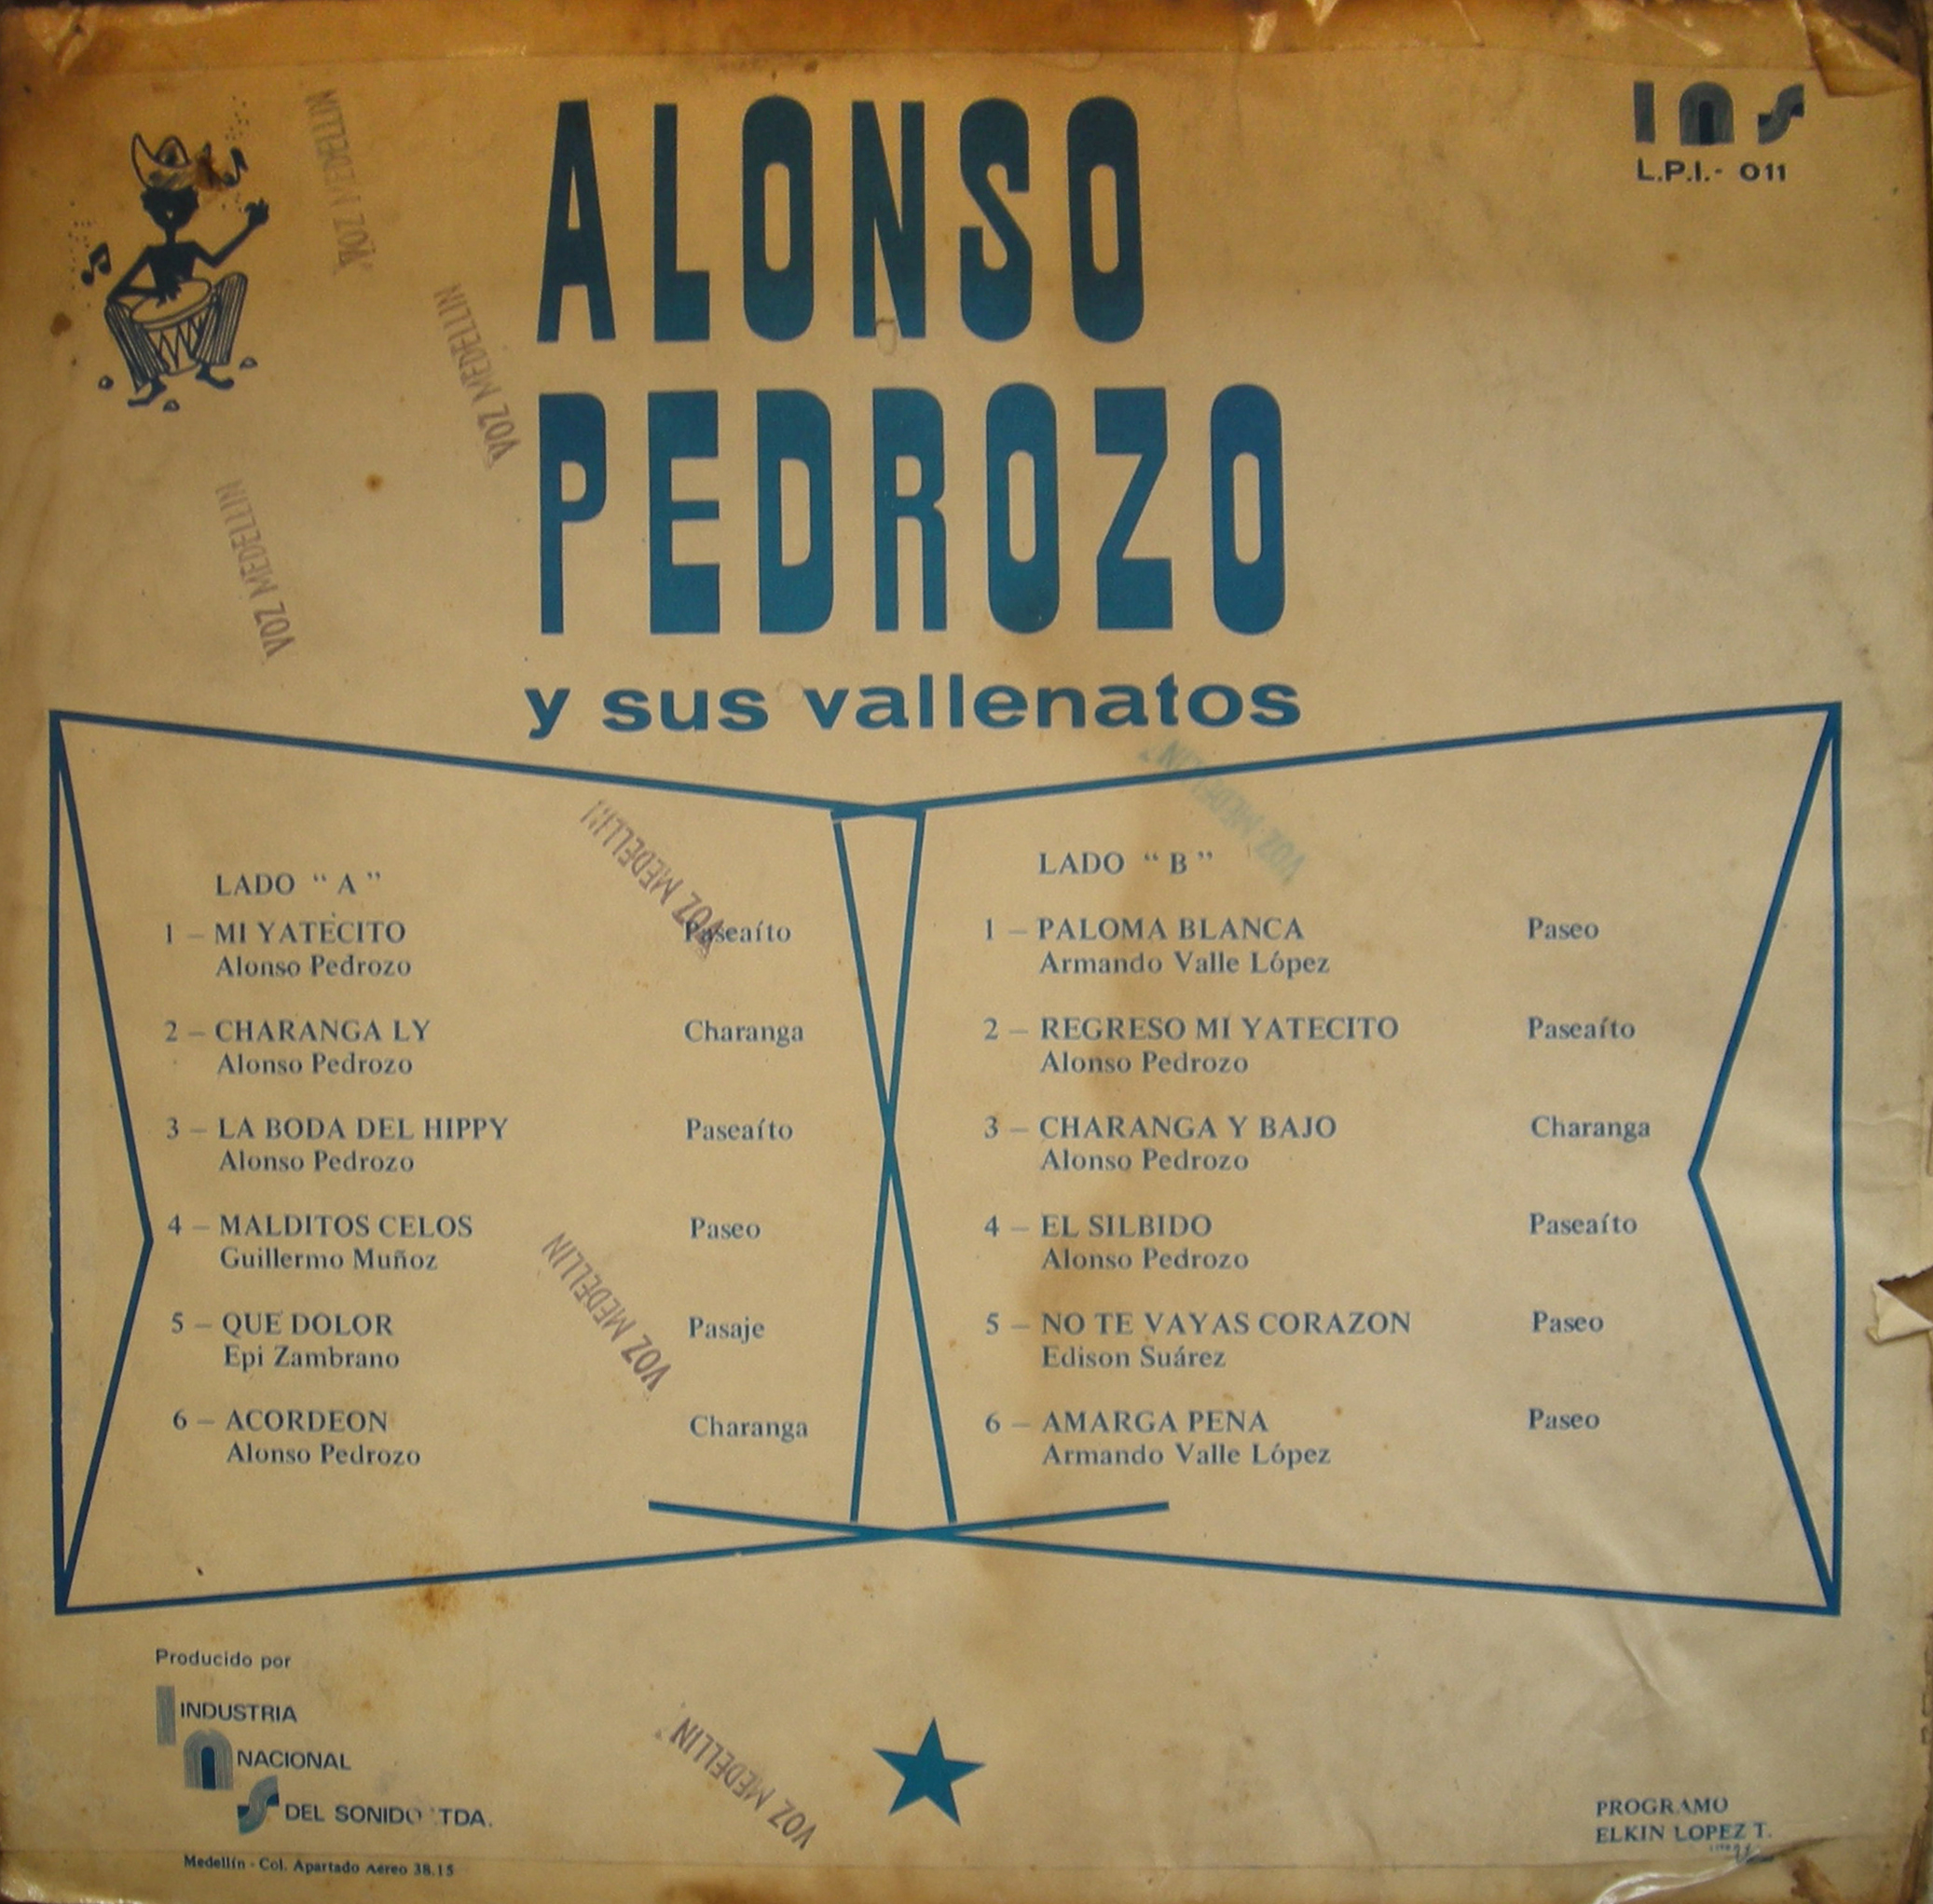 ALONSO
PEDROZO
y sus vallenatos
INS
L.P.I.- 011
VOZ MEDELLIN
VOZ MEDELLIN
VOZ MEDELLIN
VOZ MEDELLIN
VOZ MEDELLIN
LADO “ A ”
1 – MI YATECITO Paseaíto
Alonso Pedrozo
2 – CHARANGA LY Charanga
Alonso Pedrozo
3 – LA BODA DEL HIPPY Paseaíto
Alonso Pedrozo
4 – MALDITOS CELOS Paseo
Guillermo Muñoz
5 – QUE DOLOR Pasaje
Epi Zambrano
6 – ACORDEON Charanga
Alonso Pedrozo
VOZ MEDELLIN
LADO “ B ”
1 – PALOMA BLANCA Paseo
Armando Valle López
2 – REGRESO MI YATECITO Paseaíto
Alonso Pedrozo
3 – CHARANGA Y BAJO Charanga
Alonso Pedrozo
4 – EL SILBIDO Paseaíto
Alonso Pedrozo
5 – NO TE VAYAS CORAZON Paseo
Edison Suárez
6 – AMARGA PENA Paseo
Armando Valle López
Producido por
INDUSTRIA
NACIONAL
DEL SONIDO TDA.
Medellín - Col. Apartado Aéreo 38.15
VOZ MEDELLIN
PROGRAMO
ELKIN LOPEZ T.